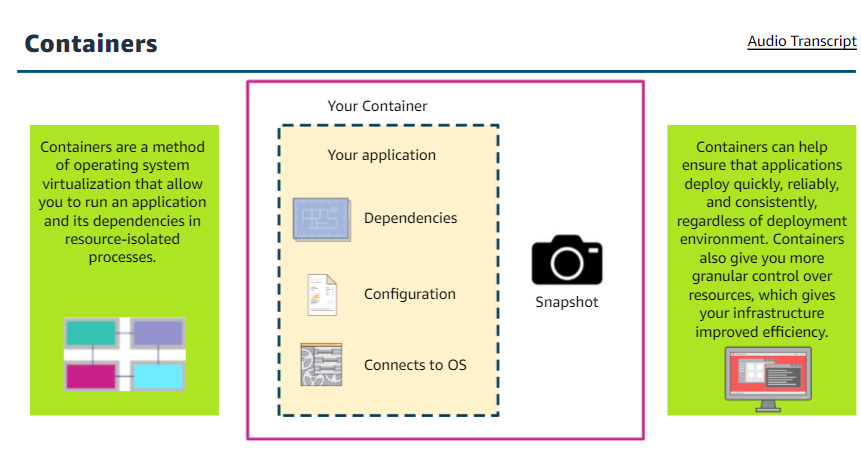 Containers
Audio Transcript
Containers are a method
of operating system
virtualization that allow
you to run an application
and its dependencies in
resource-isolated
processes.
Your Container
Your application
Dependencies
Configuration
Connects to OS
Snapshot
Containers can help
ensure that applications
deploy quickly, reliably,
and consistently,
regardless of deployment
environment. Containers
also give you more
granular control over
resources, which gives
your infrastructure
improved efficiency.